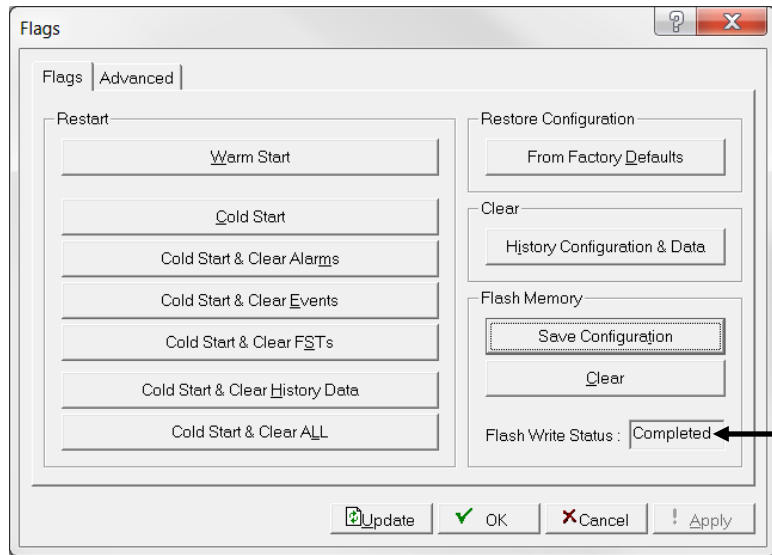 Flags
Flags
Advanced
Restart
Warm Start
Cold Start
Cold Start & Clear Alarms
Cold Start & Clear Events
Cold Start & Clear FSTs
Cold Start & Clear History Data
Cold Start & Clear ALL
Restore Configuration
From Factory Defaults
Clear
History Configuration & Data
Flash Memory
Save Configuration
Clear
Flash Write Status : Completed
Update
OK
Cancel
! Apply